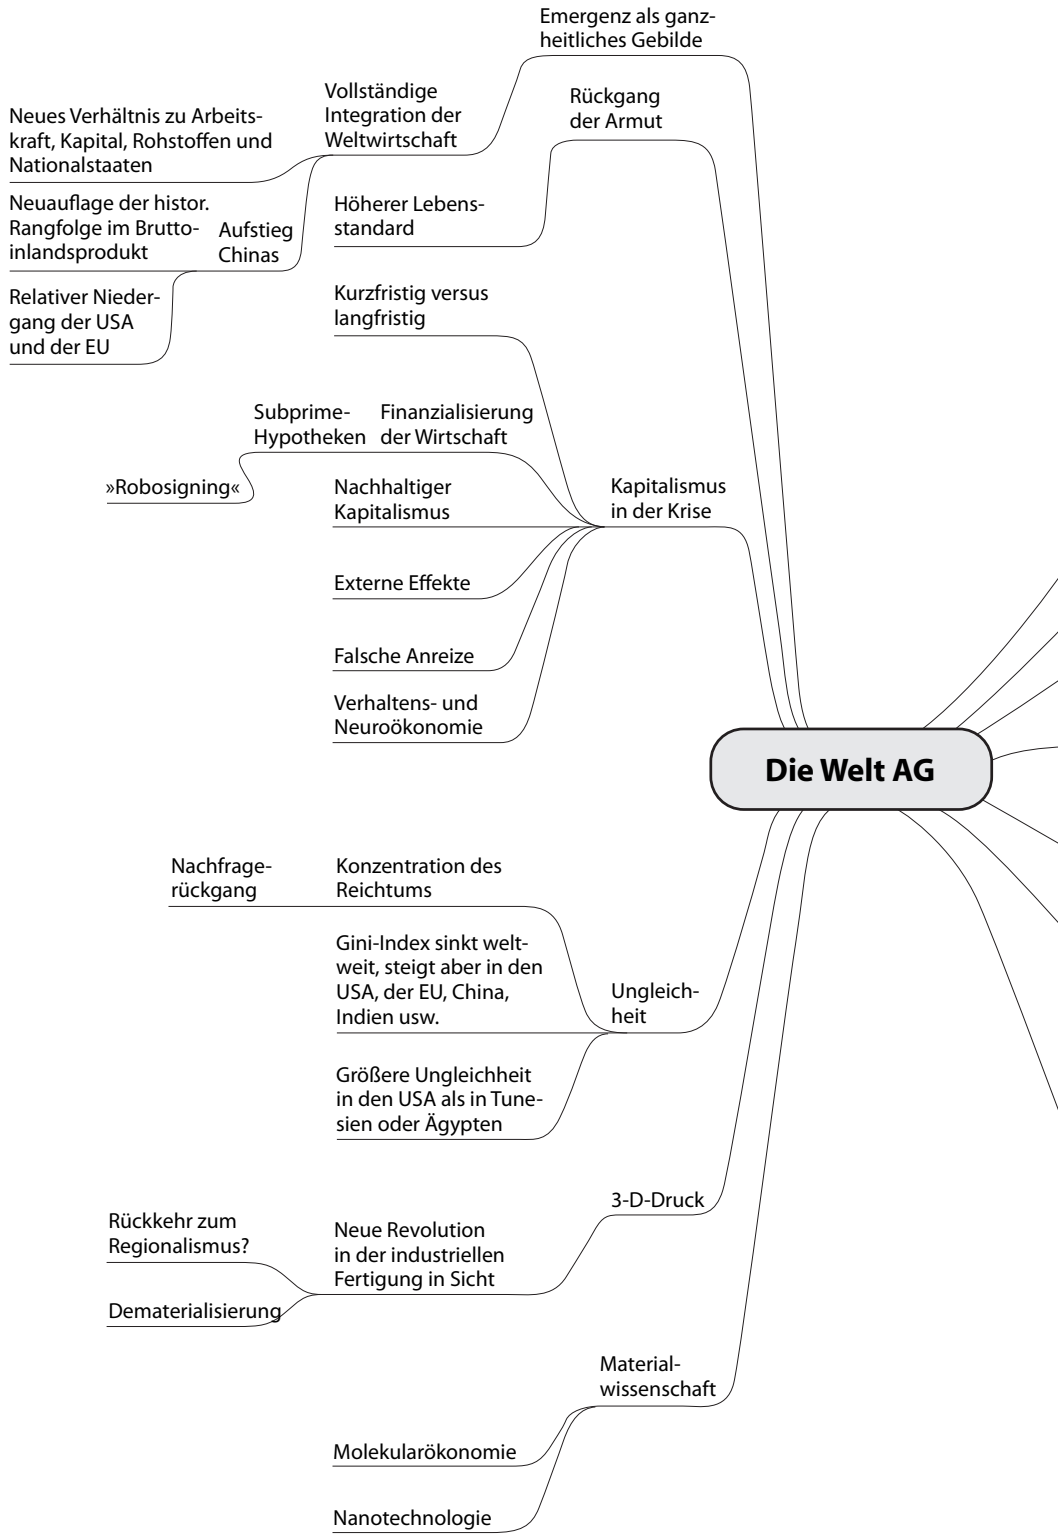 Emergenz als ganz-
heitliches Gebilde
Vollständige
Integration der
Weltwirtschaft
Neues Verhältnis zu Arbeits-
kraft, Kapital, Rohstoffen und
Nationalstaaten
Aufstieg
Chinas
Neuauflage der histor.
Rangfolge im Brutto-
inlandsprodukt
Relativer Nieder-
gang der USA
und der EU
Rückgang
der Armut
Höherer Lebens-
standard
Kapitalismus
in der Krise
Kurzfristig versus
langfristig
Finanzialisierung
der Wirtschaft
Subprime-
Hypotheken
»Robosigning«
Nachhaltiger
Kapitalismus
Externe Effekte
Falsche Anreize
Verhaltens- und
Neuroökonomie
Die Welt AG
Ungleich-
heit
Konzentration des
Reichtums
Nachfrage-
rückgang
Gini-Index sinkt welt-
weit, steigt aber in den
USA, der EU, China,
Indien usw.
Größere Ungleichheit
in den USA als in Tune-
sien oder Ägypten
3-D-Druck
Neue Revolution
in der industriellen
Fertigung in Sicht
Rückkehr zum
Regionalismus?
Dematerialisierung
Material-
wissenschaft
Molekularökonomie
Nanotechnologie